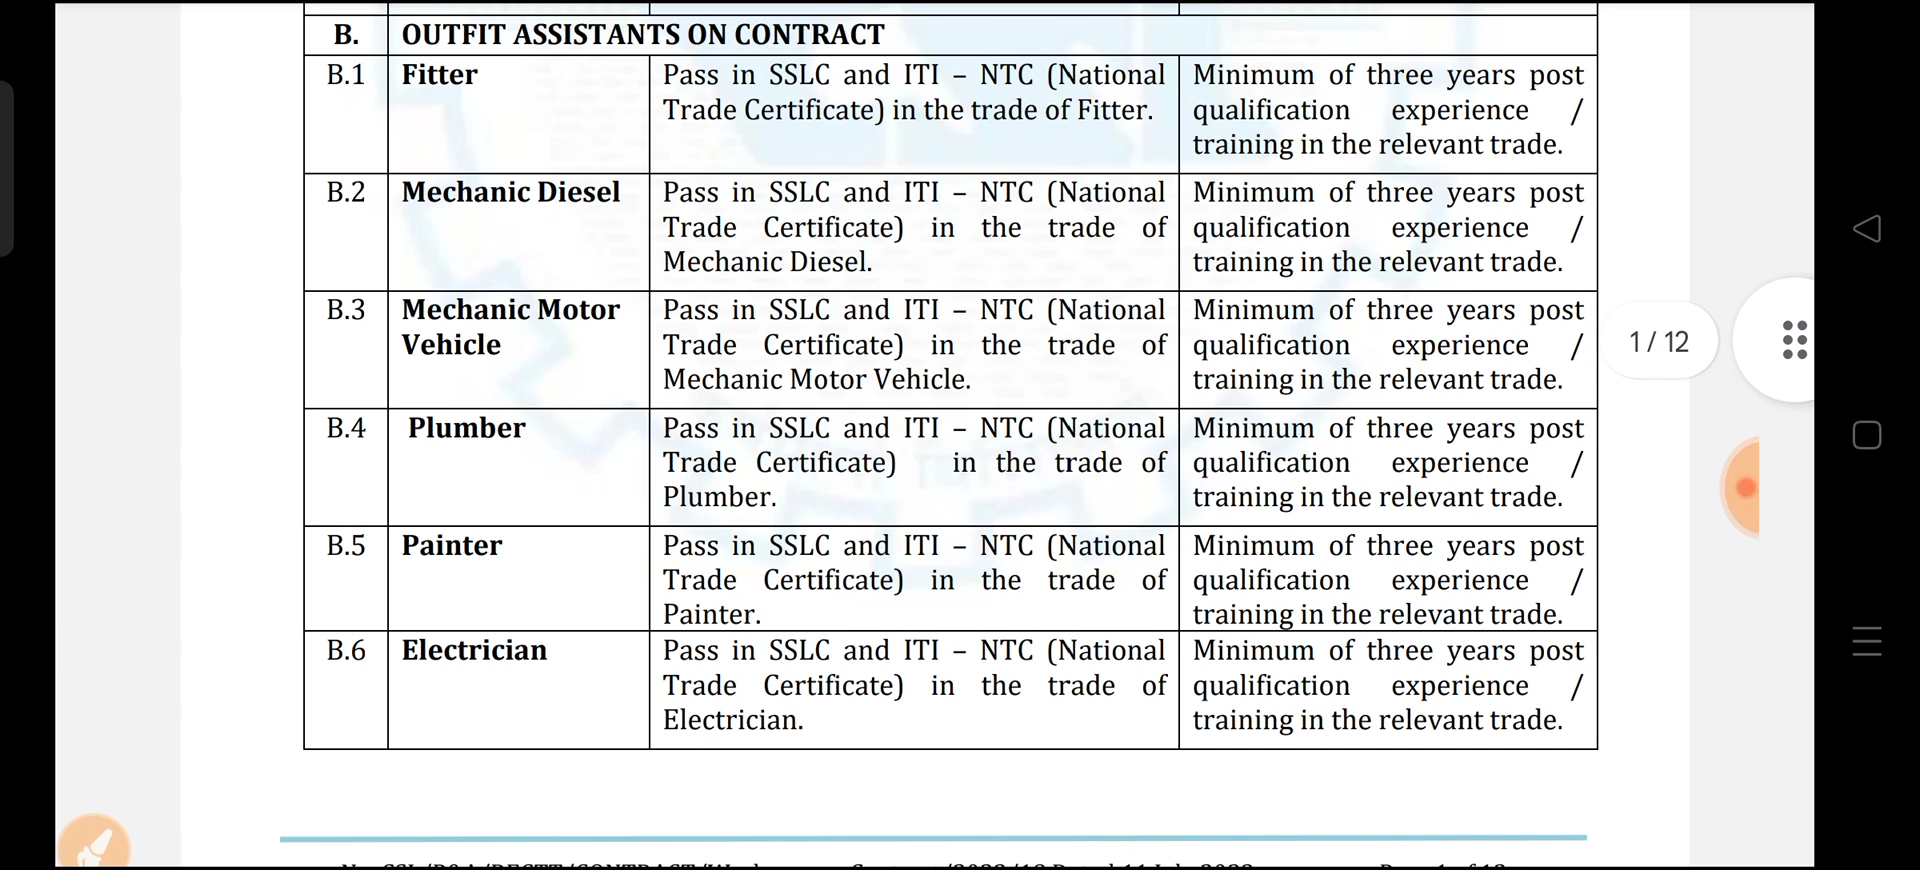 B. OUTFIT ASSISTANTS ON CONTRACT
B.1 Fitter Pass in SSLC and ITI – NTC (National Minimum of three years post
Trade Certificate) in the trade of Fitter. qualification experience /
training in the relevant trade.
B.2 Mechanic Diesel Pass in SSLC and ITI – NTC (National Minimum of three years post
Trade Certificate) in the trade of qualification experience /
Mechanic Diesel. training in the relevant trade.
B.3 Mechanic Motor Pass in SSLC and ITI – NTC (National Minimum of three years post
Vehicle Trade Certificate) in the trade of qualification experience /
Mechanic Motor Vehicle. training in the relevant trade.
B.4 Plumber Pass in SSLC and ITI – NTC (National Minimum of three years post
Trade Certificate) in the trade of qualification experience /
Plumber. training in the relevant trade.
B.5 Painter Pass in SSLC and ITI – NTC (National Minimum of three years post
Trade Certificate) in the trade of qualification experience /
Painter. training in the relevant trade.
B.6 Electrician Pass in SSLC and ITI – NTC (National Minimum of three years post
Trade Certificate) in the trade of qualification experience /
Electrician. training in the relevant trade.
1 / 12